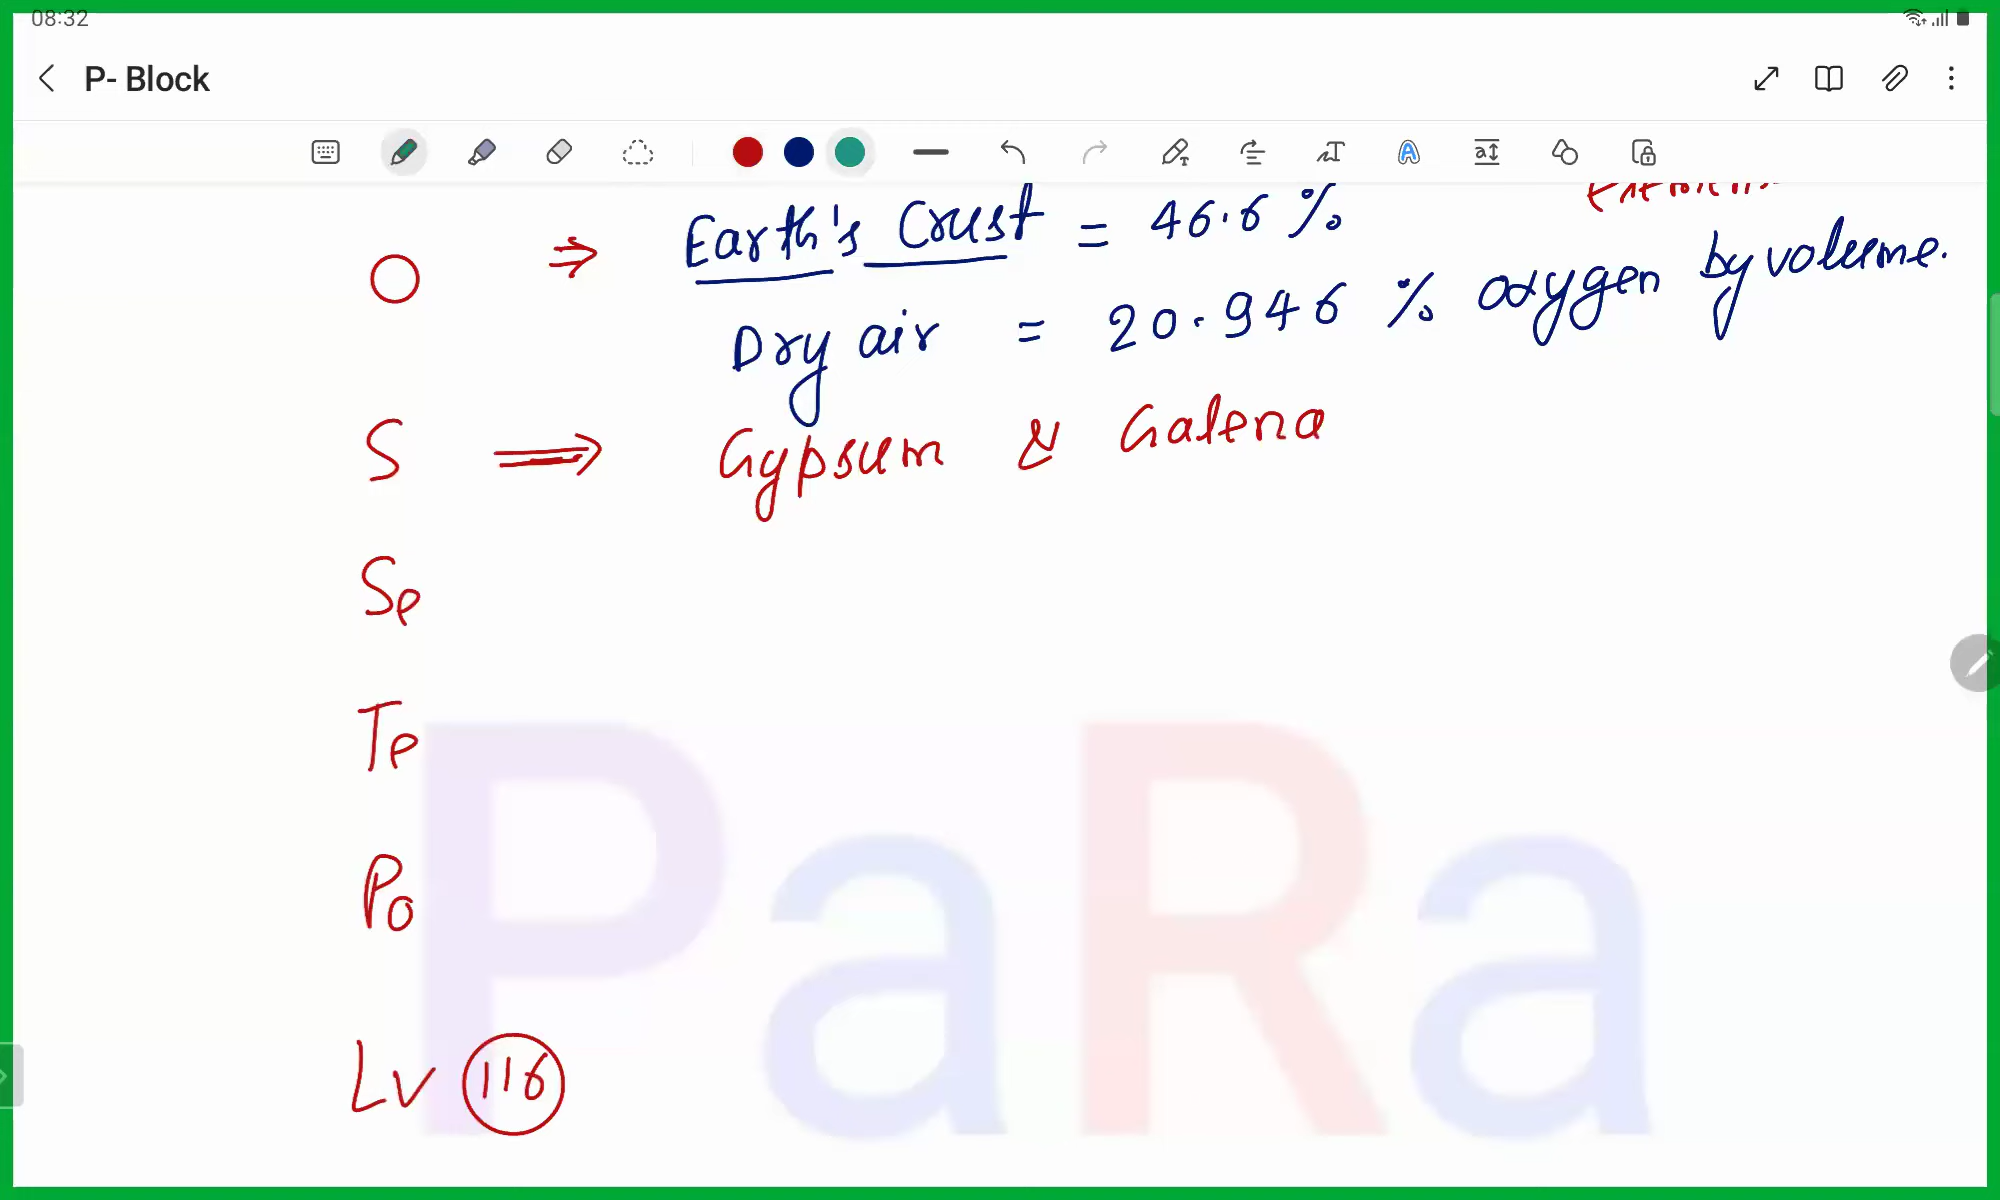 08:32
P- Block
O ⇒ Earth's Crust = 46.6 %
Dry air = 20.946 % oxygen by volume.
S ⟹ Gypsum & Galena
Se
Te
Po
Lv 116
PaRa